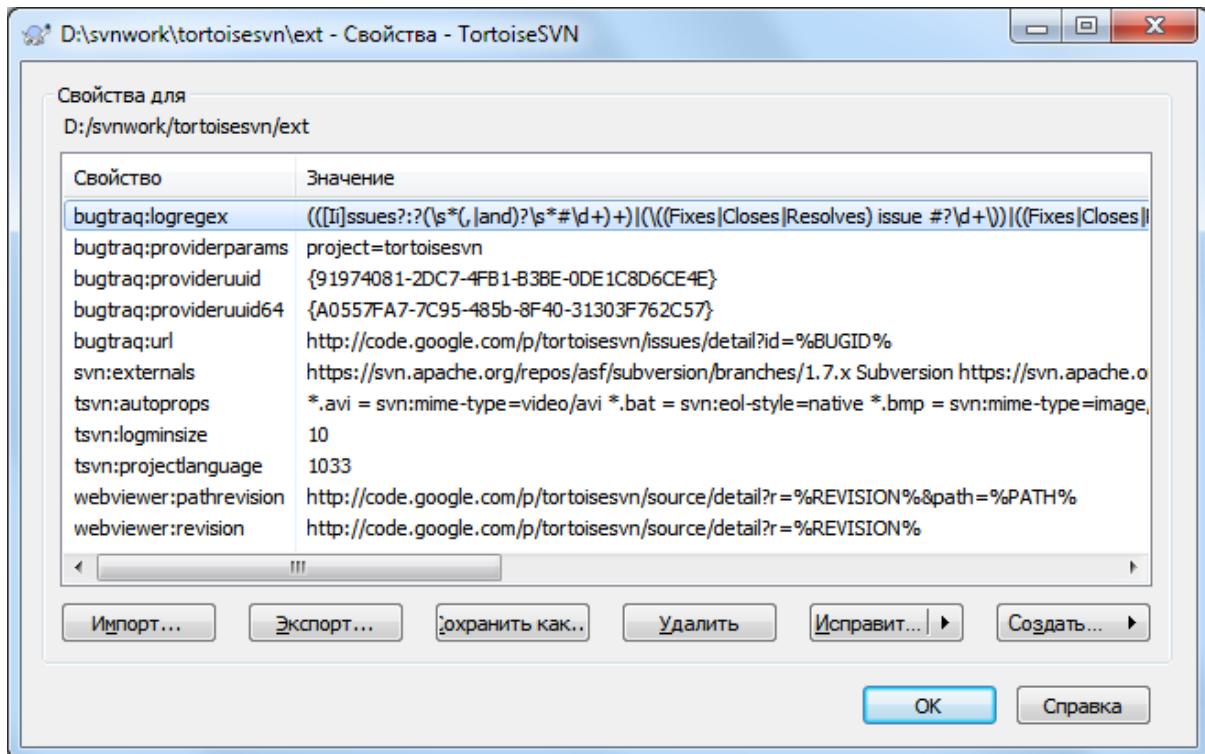 D:\svnwork\tortoisesvn\ext - Свойства - TortoiseSVN
Свойства для
D:/svnwork/tortoisesvn/ext
Свойство Значение
bugtraq:logregex (([Ii]ssues?:?(\s*(,|and)?\s*#\d+)+)|(\((Fixes|Closes|Resolves) issue #?\d+\))|((Fixes|Closes|
bugtraq:providerparams project=tortoisesvn
bugtraq:provideruuid {91974081-2DC7-4FB1-B3BE-0DE1C8D6CE4E}
bugtraq:provideruuid64 {A0557FA7-7C95-485b-8F40-31303F762C57}
bugtraq:url http://code.google.com/p/tortoisesvn/issues/detail?id=%BUGID%
svn:externals https://svn.apache.org/repos/asf/subversion/branches/1.7.x Subversion https://svn.apache.o
tsvn:autoprops *.avi = svn:mime-type=video/avi *.bat = svn:eol-style=native *.bmp = svn:mime-type=image,
tsvn:logminsize 10
tsvn:projectlanguage 1033
webviewer:pathrevision http://code.google.com/p/tortoisesvn/source/detail?r=%REVISION%&path=%PATH%
webviewer:revision http://code.google.com/p/tortoisesvn/source/detail?r=%REVISION%
Импорт... Экспорт... Сохранить как.. Удалить Исправит... Создать...
OK Справка